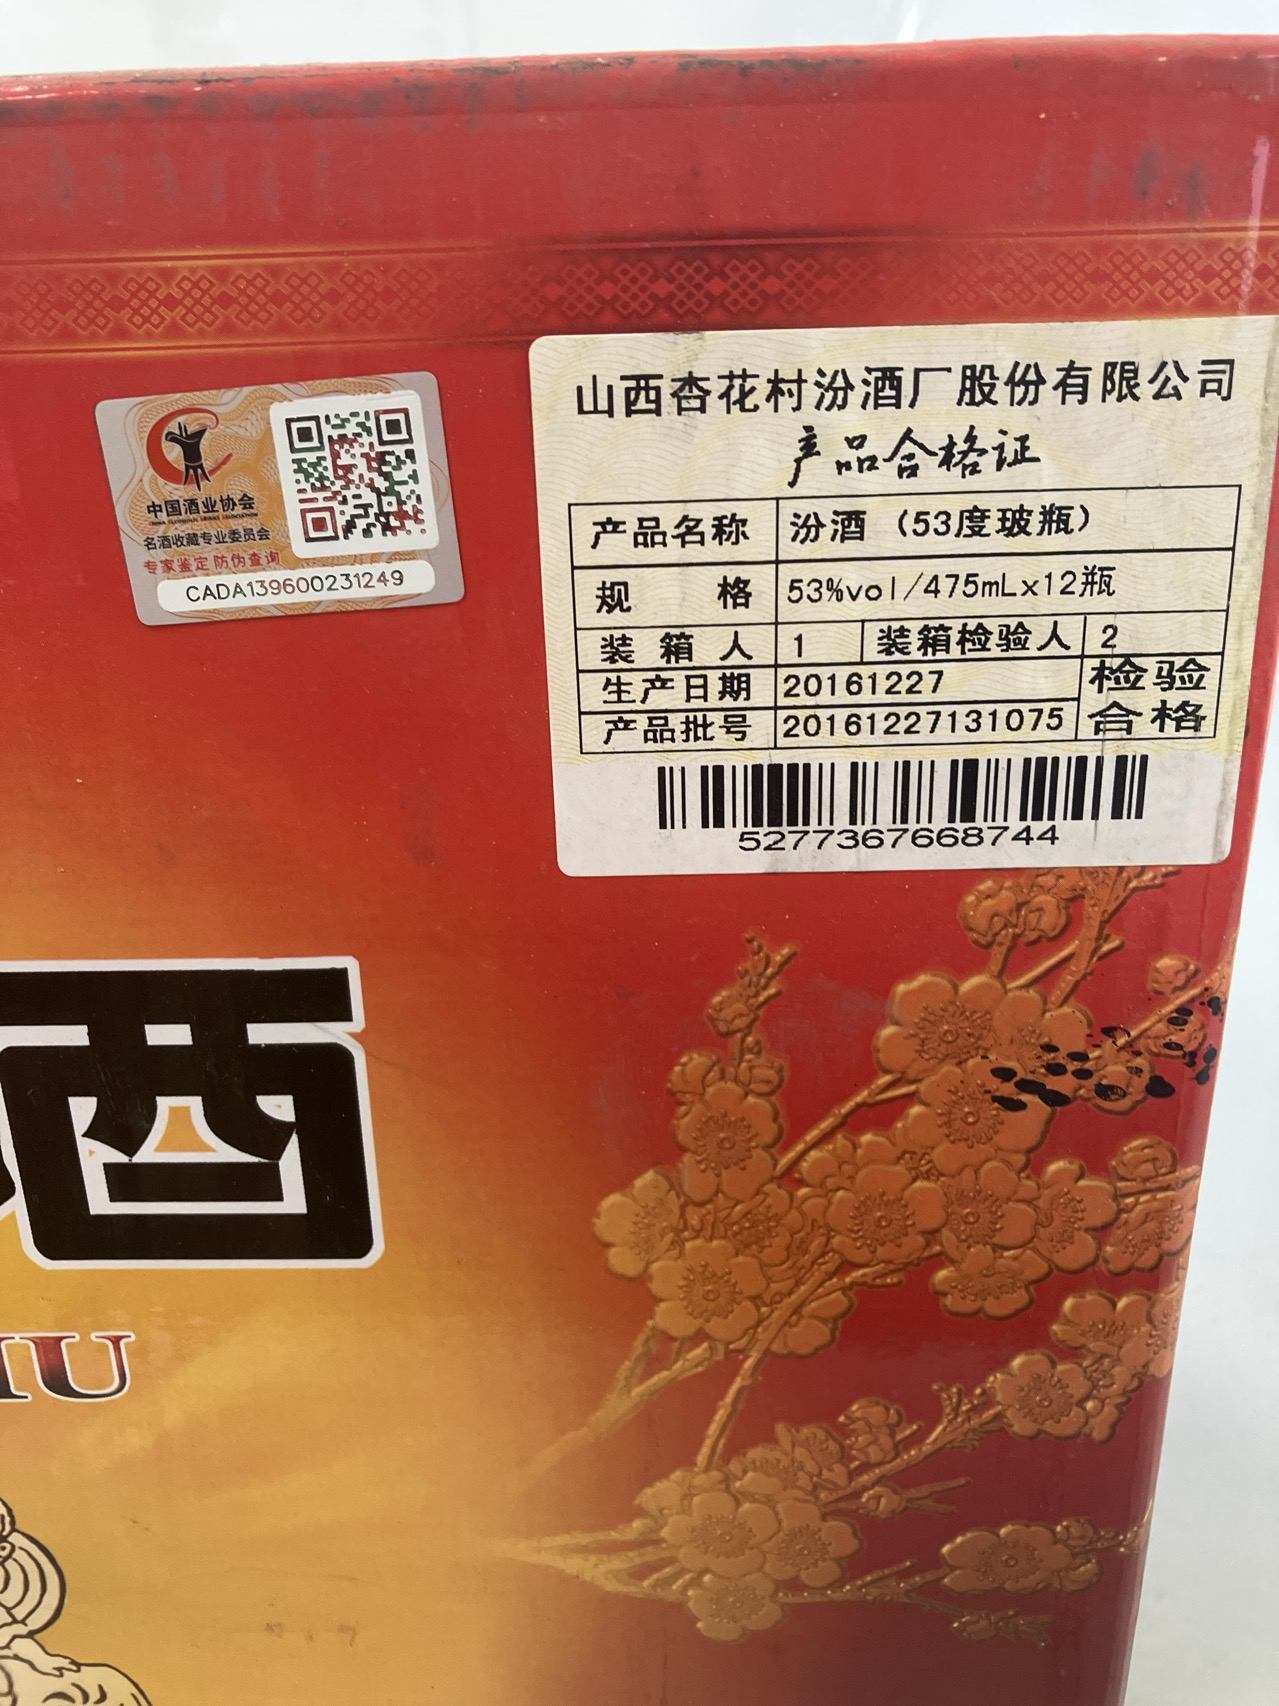 山西杏花村汾酒厂股份有限公司
产品合格证
产品名称 汾酒（53度玻瓶）
规格 53%vol/475mLx12瓶
装箱人 1 装箱检验人 2
生产日期 20161227
产品批号 20161227131075
检验
合格
5277367668744
中国酒业协会
名酒收藏专业委员会
专家鉴定 防伪查询
CADA139600231249
酒
IU